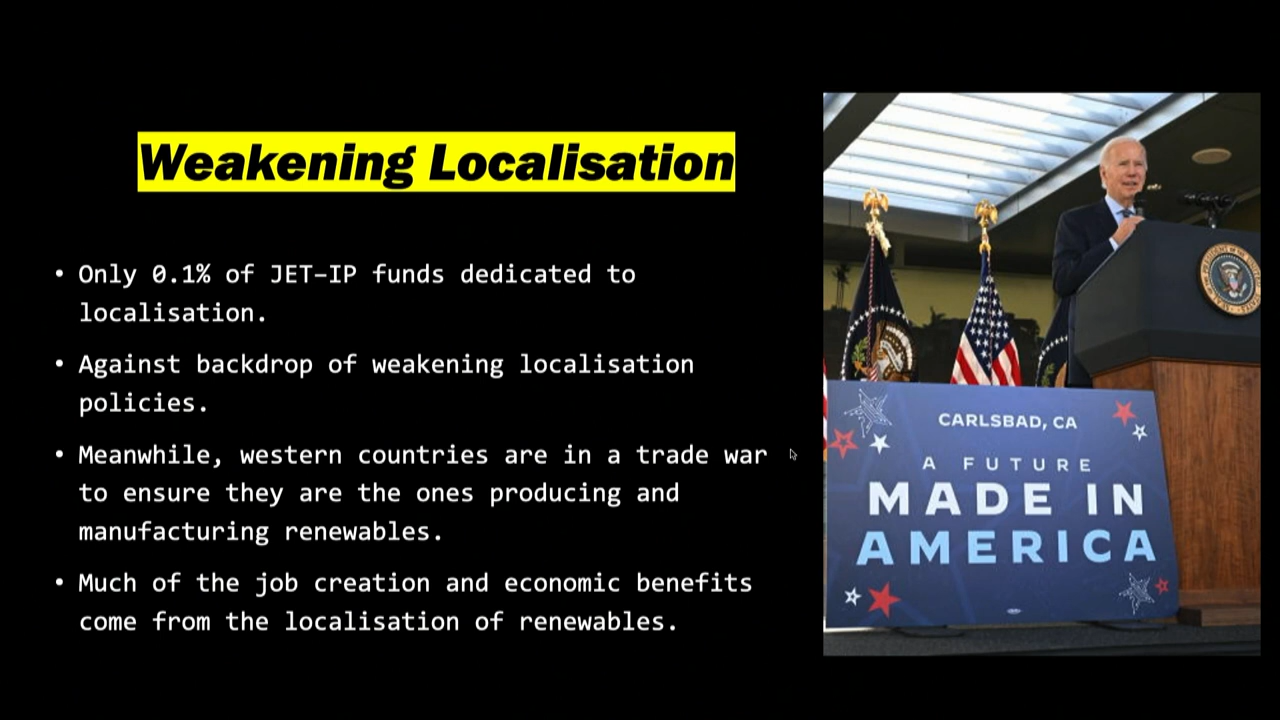 Weakening Localisation
• Only 0.1% of JET–IP funds dedicated to
localisation.
• Against backdrop of weakening localisation
policies.
• Meanwhile, western countries are in a trade war
to ensure they are the ones producing and
manufacturing renewables.
• Much of the job creation and economic benefits
come from the localisation of renewables.
CARLSBAD, CA
A FUTURE
MADE IN
AMERICA